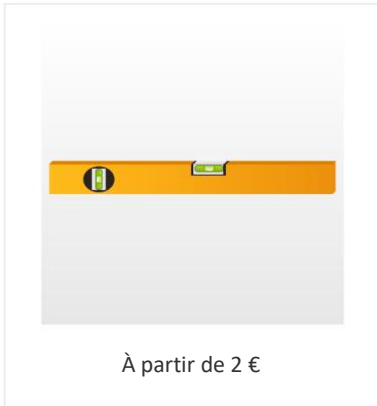 À partir de 2 €